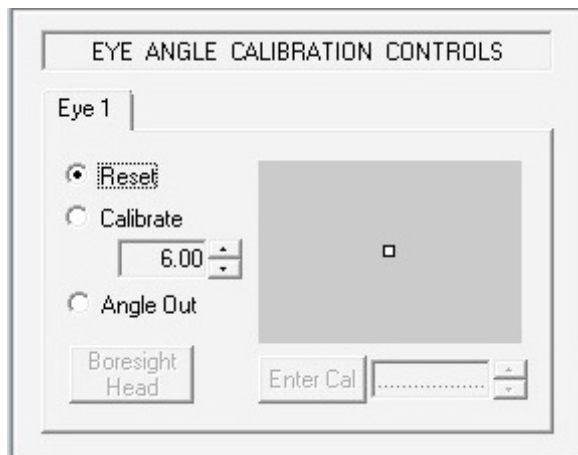 EYE ANGLE CALIBRATION CONTROLS
Eye 1
Reset
Calibrate
6.00
Angle Out
Boresight
Head
Enter Cal
..................